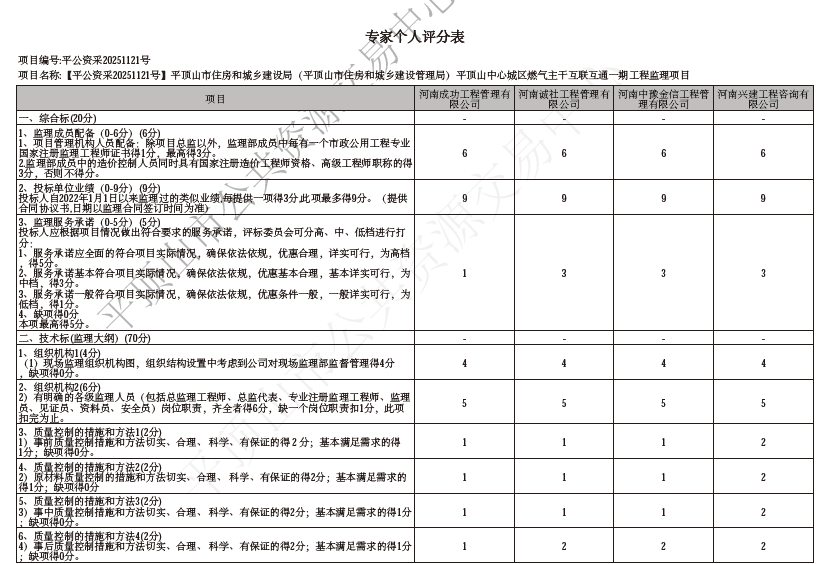 专家个人评分表
项目编号:平公资采20251121号
项目名称:【平公资采20251121号】平顶山市住房和城乡建设局（平顶山市住房和城乡建设管理局）平顶山中心城区燃气主干互联互通一期工程监理项目
项目 河南成功工程管理有限公司 河南诚社工程管理有限公司 河南中豫金信工程管理有限公司 河南兴建工程咨询有限公司
一、综合标(20分) - - - -
1、监理成员配备（0-6分）(6分)
1、项目管理机构人员配备：除项目总监以外，监理部成员中每有一个市政公用工程专业
国家注册监理工程师证书得1分，最高得3分。
2.监理部成员中的造价控制人员同时具有国家注册造价工程师资格、高级工程师职称的得
3分，否则不得分。
6 6 6 6
2、投标单位业绩（0-9分）(9分)
投标人自2022年1月1日以来监理过的类似业绩,每提供一项得3分,此项最多得9分。（提供
合同协议书,日期以监理合同签订时间为准）
9 9 9 9
3、监理服务承诺（0-5分）(5分)
投标人应根据项目情况做出符合要求的服务承诺，评标委员会可分高、中、低档进行打
分:
1、服务承诺应全面的符合项目实际情况，确保依法依规，优惠合理，详实可行，为高档
，得5分。
2、服务承诺基本符合项目实际情况，确保依法依规，优惠基本合理，基本详实可行，为
中档，得3分。
3、服务承诺一般符合项目实际情况，确保依法依规，优惠条件一般，一般详实可行，为
低档，得1分。
4、缺项得0分
本项最高得5分。
1 3 3 3
二、技术标(监理大纲）(70分) - - - -
1、组织机构1(4分)
（1）现场监理组织机构图，组织结构设置中考虑到公司对现场监理部监督管理得4分
，缺项得0分。
4 4 4 4
2、组织机构2(6分)
2）有明确的各级监理人员（包括总监理工程师、总监代表、专业注册监理工程师、监理
员、见证员、资料员、安全员）岗位职责，齐全者得6分，缺一个岗位职责扣1分，此项
扣完为止。
5 5 5 5
3、质量控制的措施和方法1(2分)
1）事前质量控制措施和方法切实、合理、 科学、有保证的得 2 分；基本满足需求的得
1分；缺项得0分。
1 1 1 2
4、质量控制的措施和方法2(2分)
2）原材料质量控制的措施和方法切实、合理、 科学、有保证的得2分；基本满足需求的
得1分；缺项得0分
1 1 1 2
5、质量控制的措施和方法3(2分)
3）事中质量控制措施和方法切实、合理、 科学、有保证的得2分；基本满足需求的得1分
；缺项得0分。
1 1 1 2
6、质量控制的措施和方法4(2分)
4）事后质量控制措施和方法切实、合理、 科学、有保证的得2分；基本满足需求的得1分
；缺项得0分。
1 2 2 2
平顶山市公共资源交易中心
平顶山市公共资源交易中心